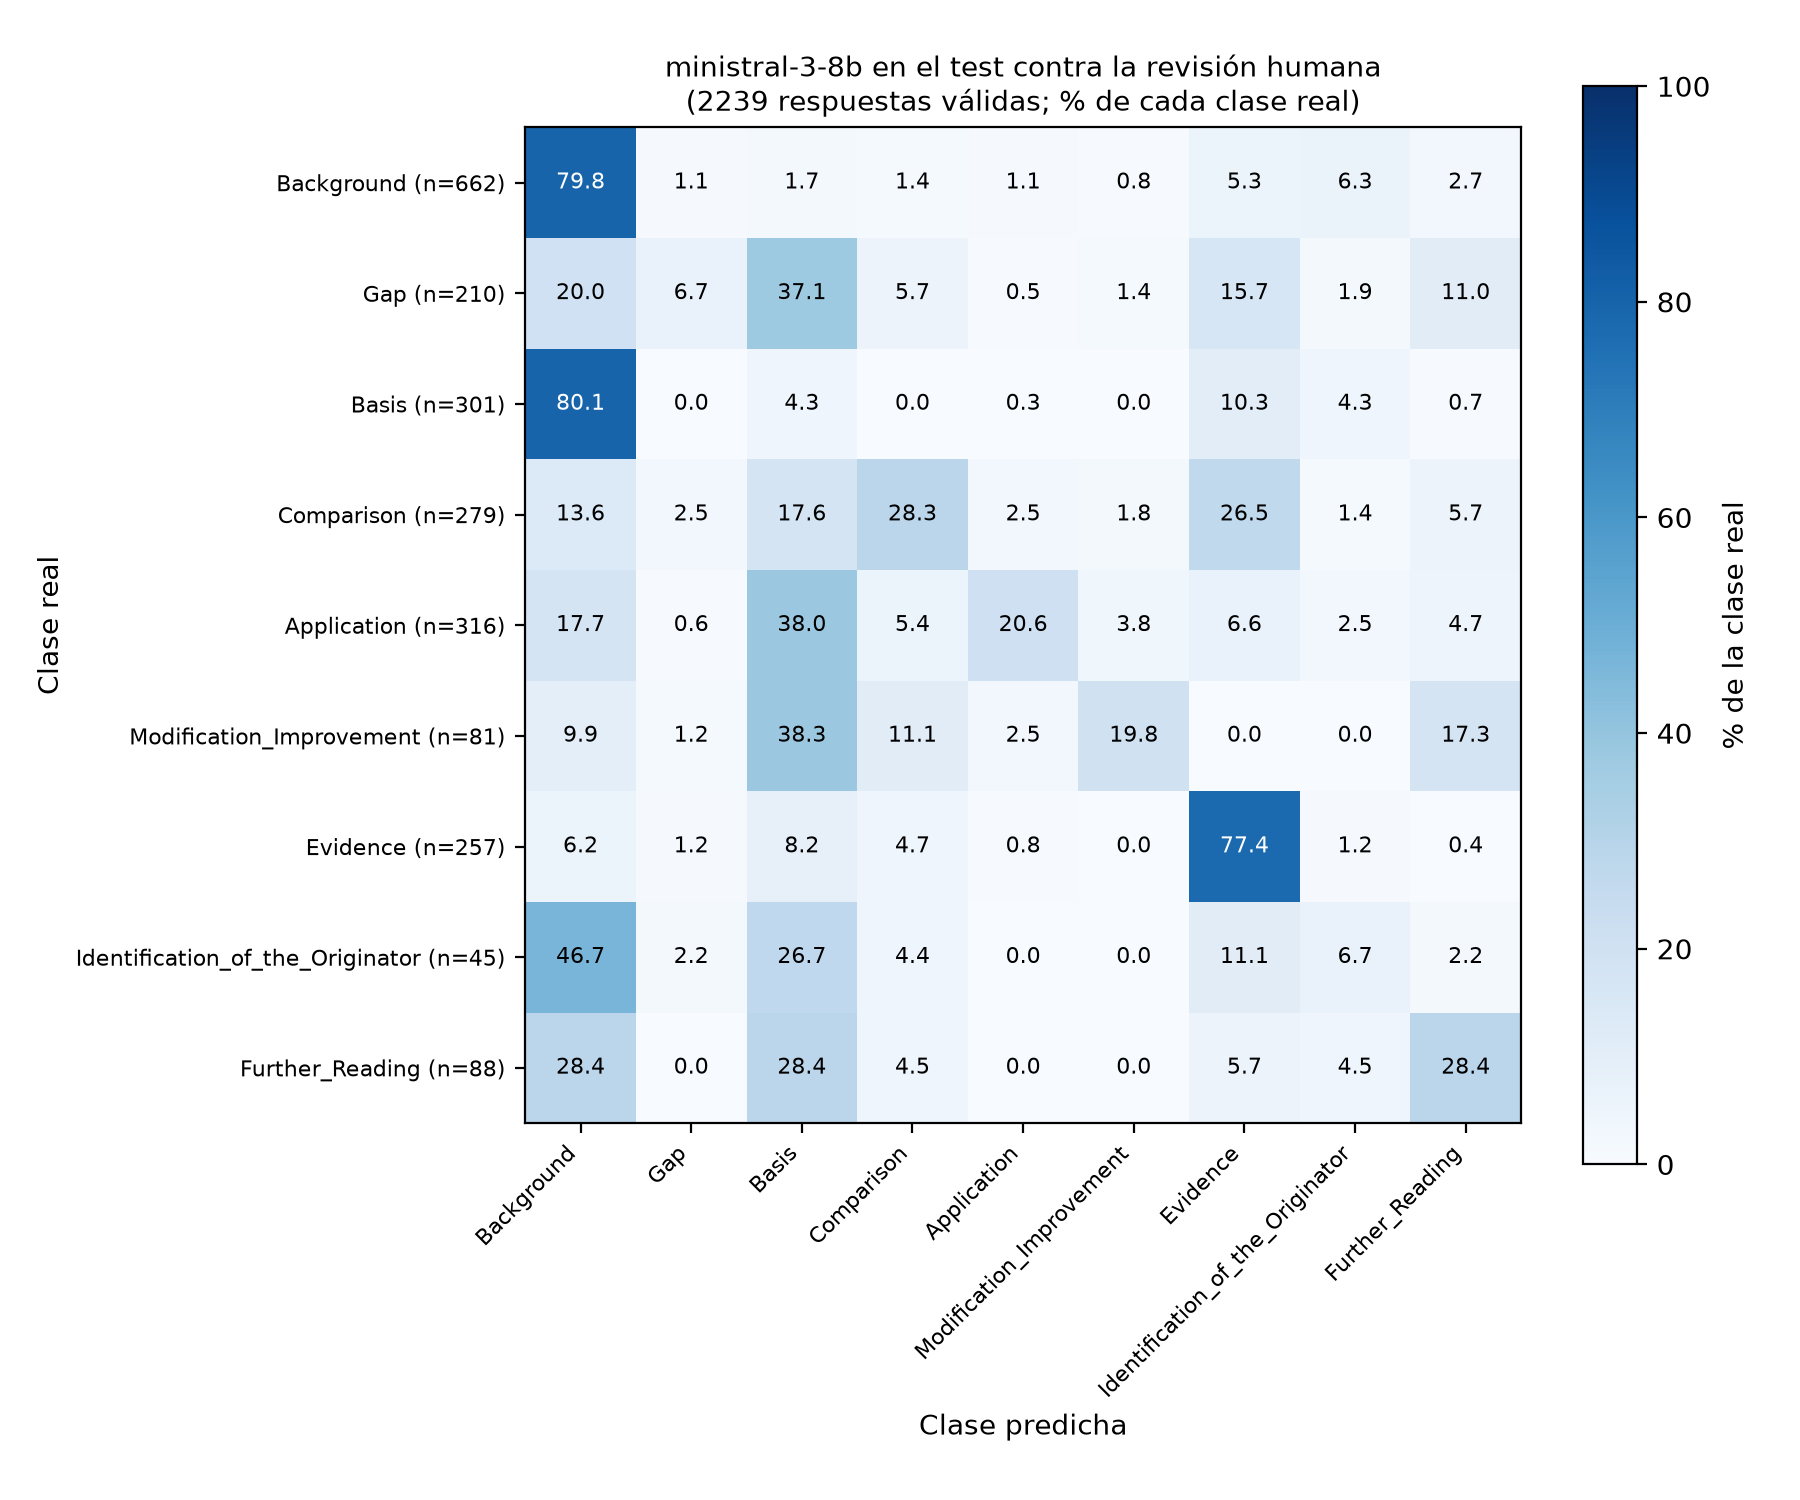 ministral-3-8b en el test contra la revisión humana
(2239 respuestas válidas; % de cada clase real)
Background (n=662) 79.8 1.1 1.7 1.4 1.1 0.8 5.3 6.3 2.7
Gap (n=210) 20.0 6.7 37.1 5.7 0.5 1.4 15.7 1.9 11.0
Basis (n=301) 80.1 0.0 4.3 0.0 0.3 0.0 10.3 4.3 0.7
Comparison (n=279) 13.6 2.5 17.6 28.3 2.5 1.8 26.5 1.4 5.7
Application (n=316) 17.7 0.6 38.0 5.4 20.6 3.8 6.6 2.5 4.7
Modification_Improvement (n=81) 9.9 1.2 38.3 11.1 2.5 19.8 0.0 0.0 17.3
Evidence (n=257) 6.2 1.2 8.2 4.7 0.8 0.0 77.4 1.2 0.4
Identification_of_the_Originator (n=45) 46.7 2.2 26.7 4.4 0.0 0.0 11.1 6.7 2.2
Further_Reading (n=88) 28.4 0.0 28.4 4.5 0.0 0.0 5.7 4.5 28.4
Clase real
Background
Gap
Basis
Comparison
Application
Modification_Improvement
Evidence
Identification_of_the_Originator
Further_Reading
Clase predicha
100
80
60
40
20
0
% de la clase real